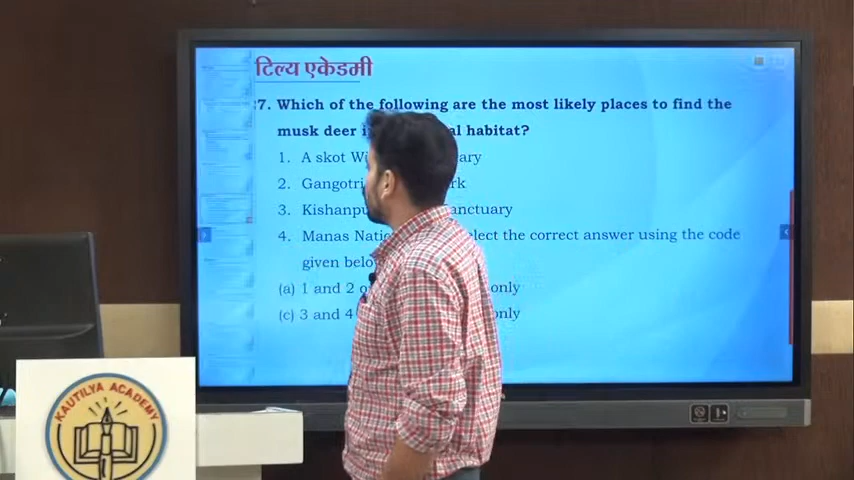 टिल्य एकेडमी
7. Which of the following are the most likely places to find the
musk deer al habitat?
1. A skot Wi ary
2. Gangotri rk
3. Kishanpu anctuary
4. Manas Natio elect the correct answer using the code
given belo
(a) 1 and 2 o only
(c) 3 and 4 only
KAUTILYA ACADEMY